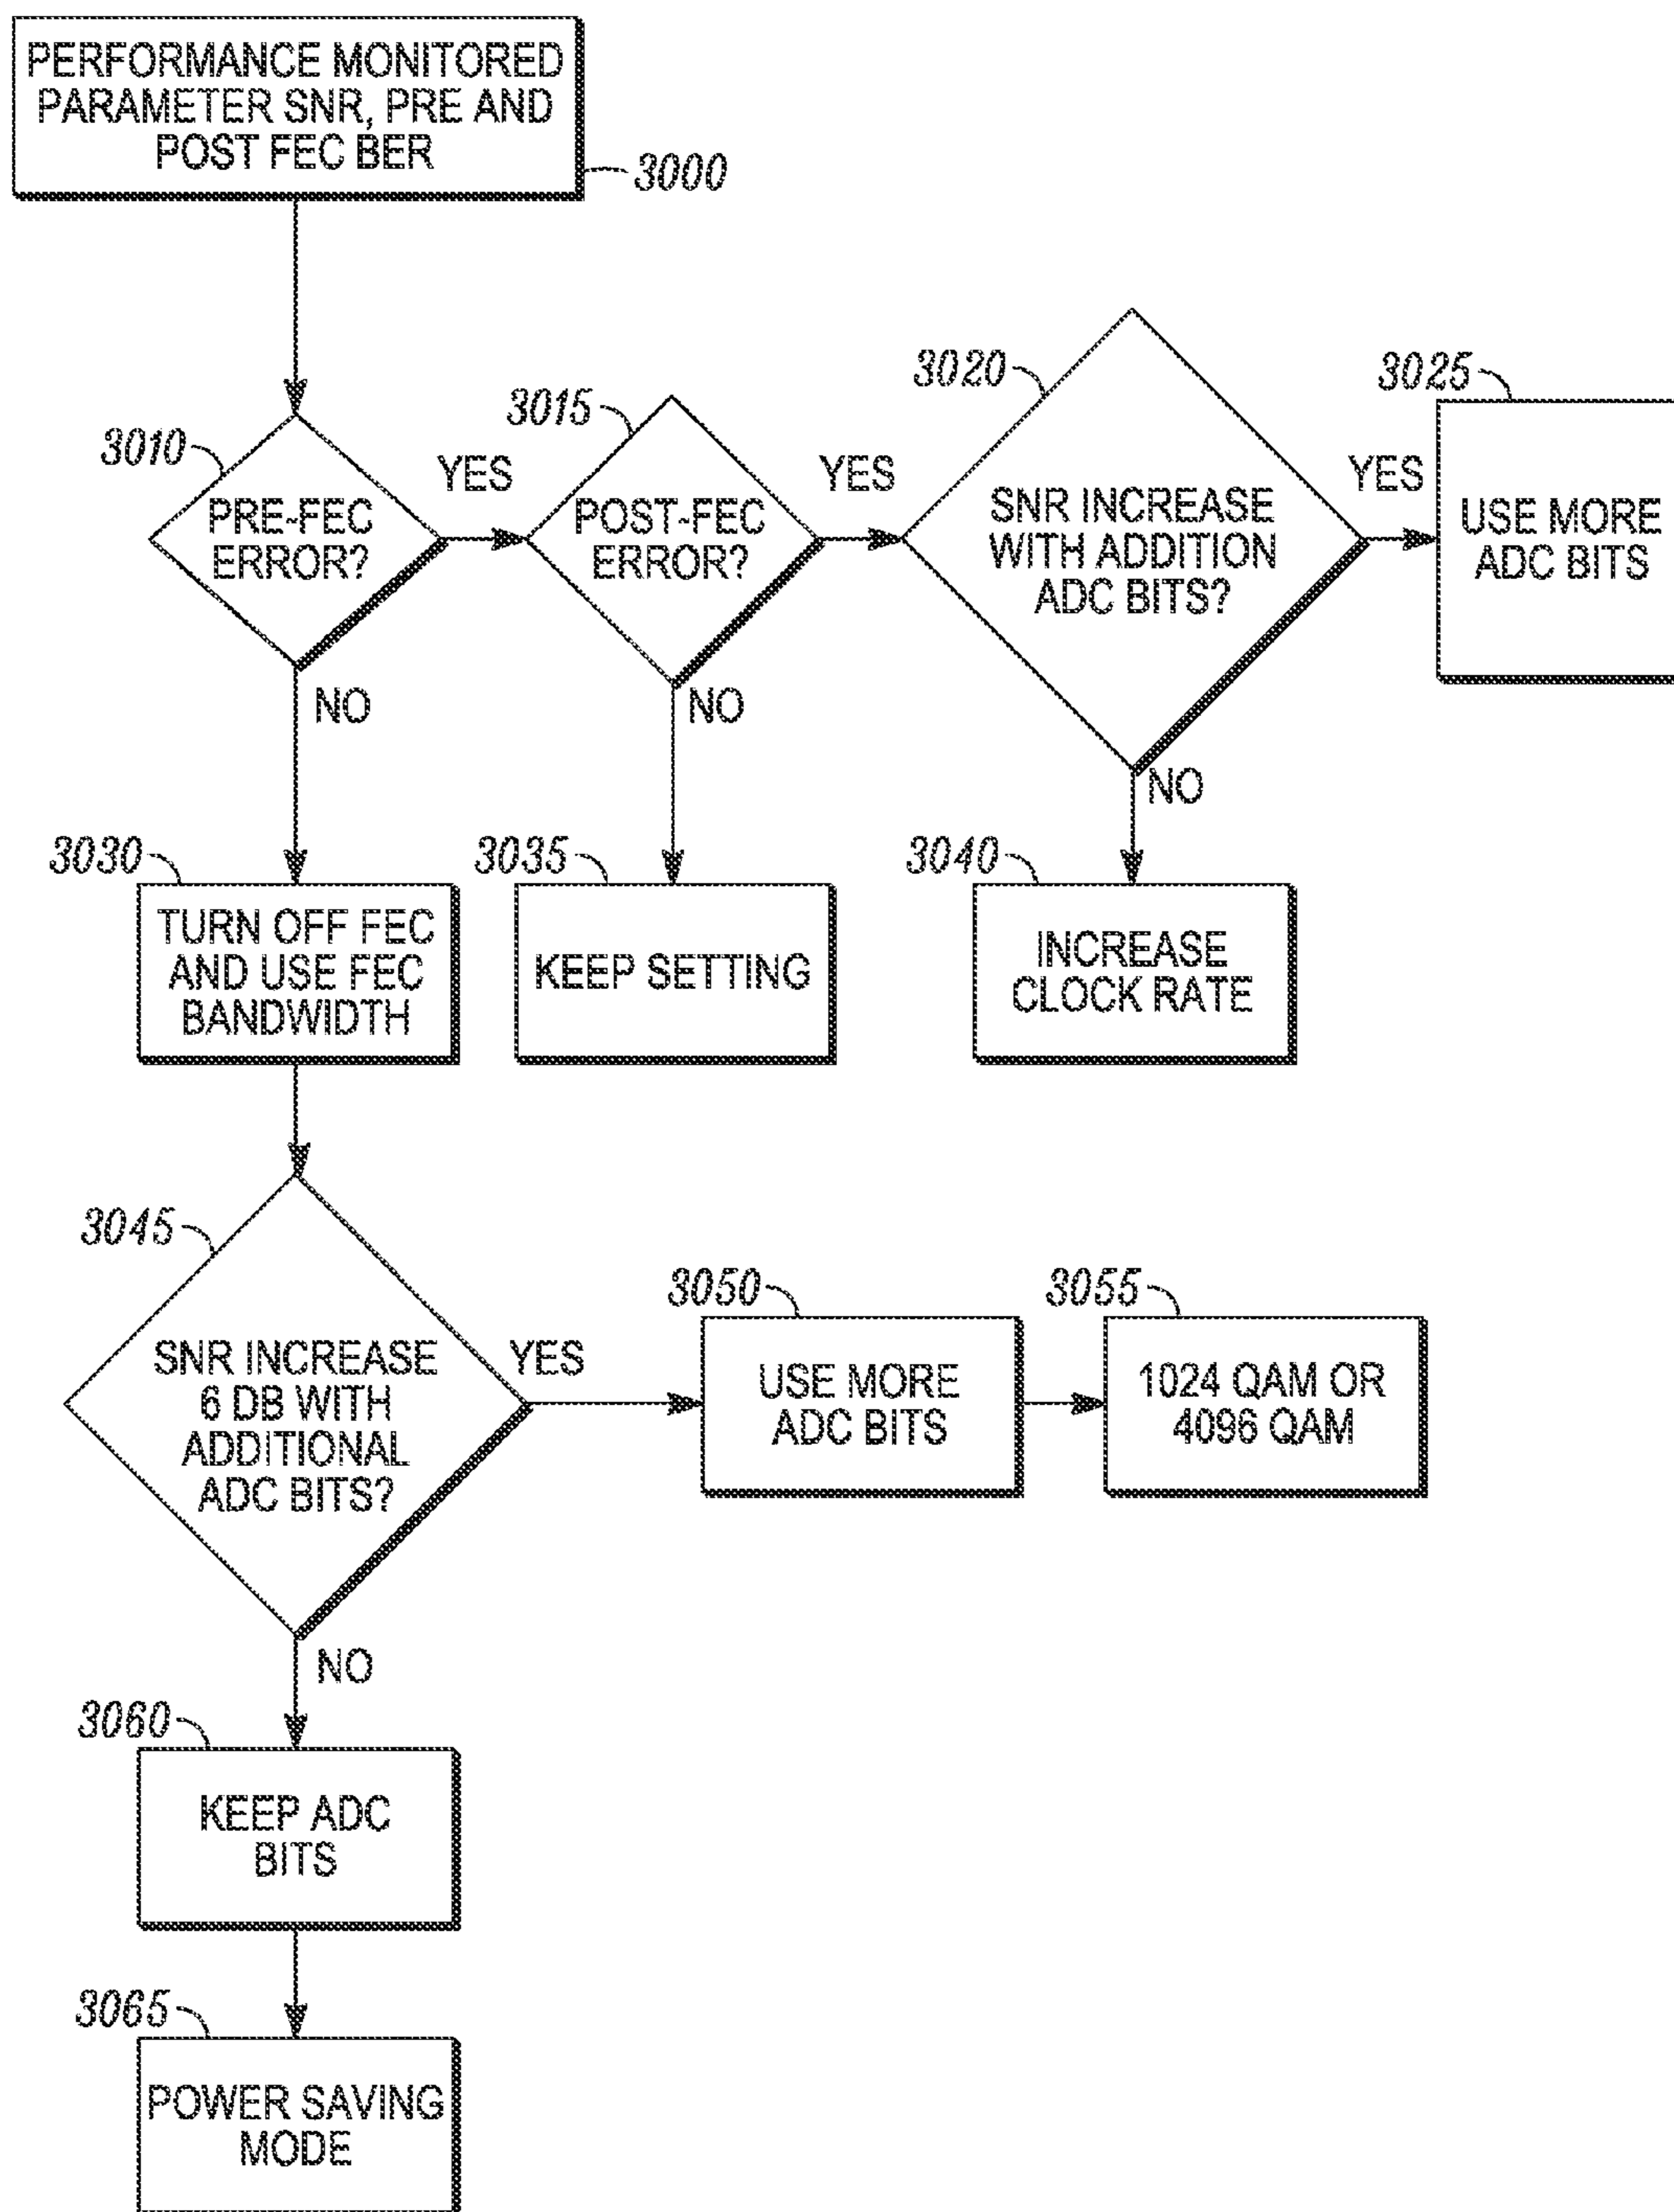 PERFORMANCE MONITORED
PARAMETER SNR, PRE AND
POST FEC BER
3000
3010
PRE-FEC
ERROR?
YES
NO
3015
POST-FEC
ERROR?
YES
NO
3020
SNR INCREASE
WITH ADDITION
ADC BITS?
YES
NO
3025
USE MORE
ADC BITS
3030
TURN OFF FEC
AND USE FEC
BANDWIDTH
3035
KEEP SETTING
3040
INCREASE
CLOCK RATE
3045
SNR INCREASE
6 DB WITH
ADDITIONAL
ADC BITS?
YES
NO
3050
USE MORE
ADC BITS
3055
1024 QAM OR
4096 QAM
3060
KEEP ADC
BITS
3065
POWER SAVING
MODE